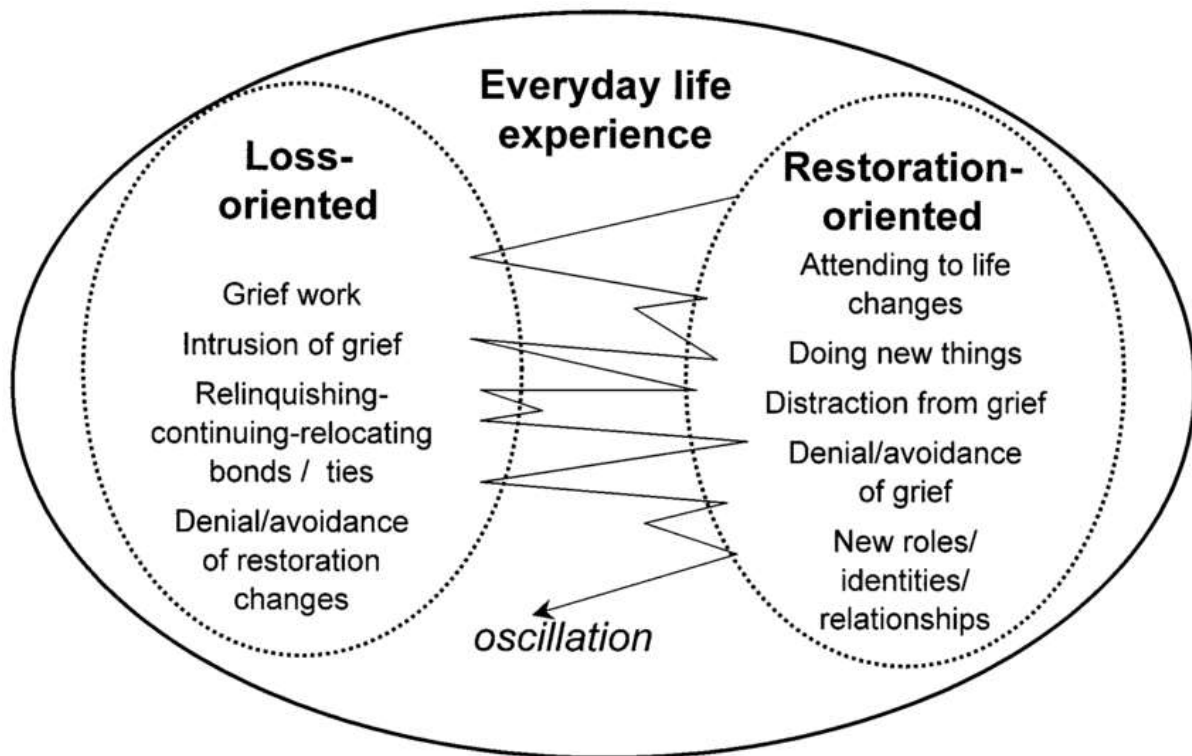 Everyday life
experience
Loss-
oriented
Grief work
Intrusion of grief
Relinquishing-
continuing-relocating
bonds / ties
Denial/avoidance
of restoration
changes
Restoration-
oriented
Attending to life
changes
Doing new things
Distraction from grief
Denial/avoidance
of grief
New roles/
identities/
relationships
oscillation